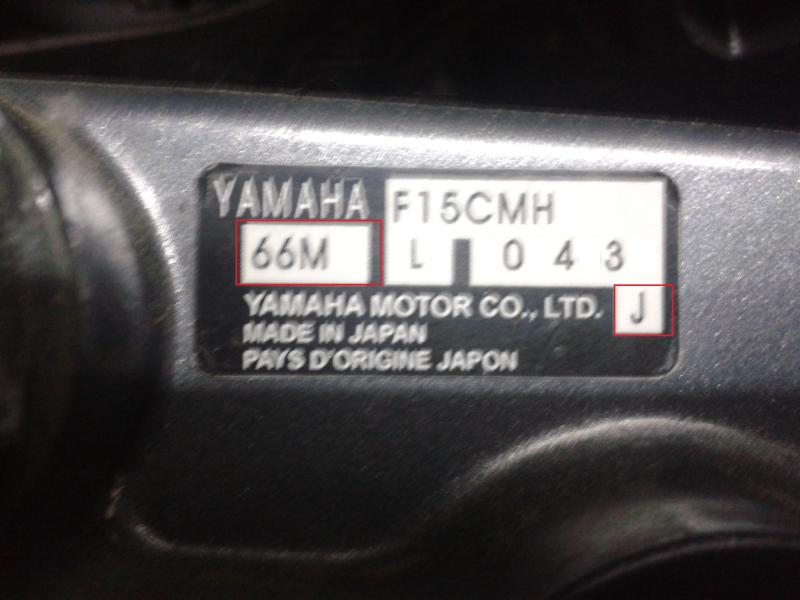 YAMAHA F15CMH
66M L 043
YAMAHA MOTOR CO., LTD. J
MADE IN JAPAN
PAYS D'ORIGINE JAPON